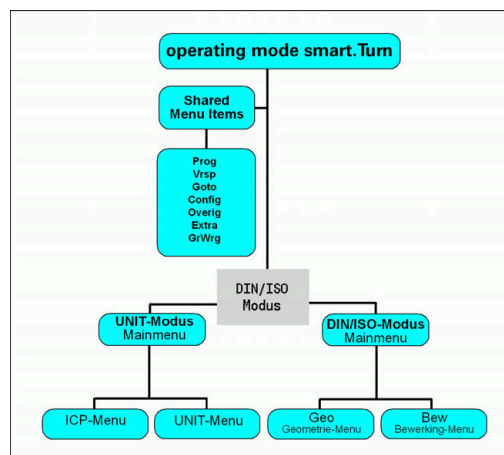 operating mode smart.Turn
Shared
Menu Items
Prog
Vrsp
Goto
Config
Overig
Extra
GrWrg
DIN/ISO
Modus
UNIT-Modus
Mainmenu
DIN/ISO-Modus
Mainmenu
ICP-Menu
UNIT-Menu
Geo
Geometrie-Menu
Bew
Bewerking-Menu